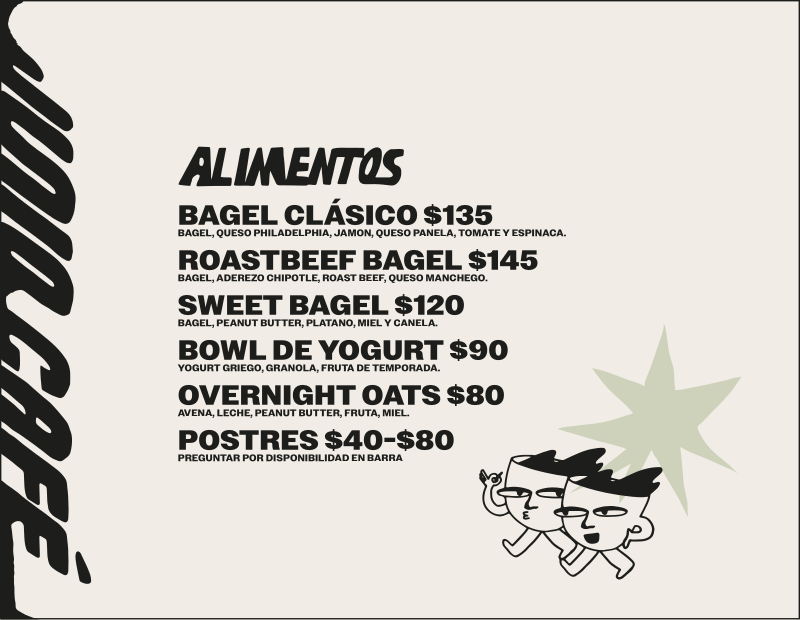 JUNIO CAFÉ
ALIMENTOS
BAGEL CLÁSICO $135
BAGEL, QUESO PHILADELPHIA, JAMON, QUESO PANELA, TOMATE Y ESPINACA.
ROASTBEEF BAGEL $145
BAGEL, ADEREZO CHIPOTLE, ROAST BEEF, QUESO MANCHEGO.
SWEET BAGEL $120
BAGEL, PEANUT BUTTER, PLATANO, MIEL Y CANELA.
BOWL DE YOGURT $90
YOGURT GRIEGO, GRANOLA, FRUTA DE TEMPORADA.
OVERNIGHT OATS $80
AVENA, LECHE, PEANUT BUTTER, FRUTA, MIEL.
POSTRES $40-$80
PREGUNTAR POR DISPONIBILIDAD EN BARRA